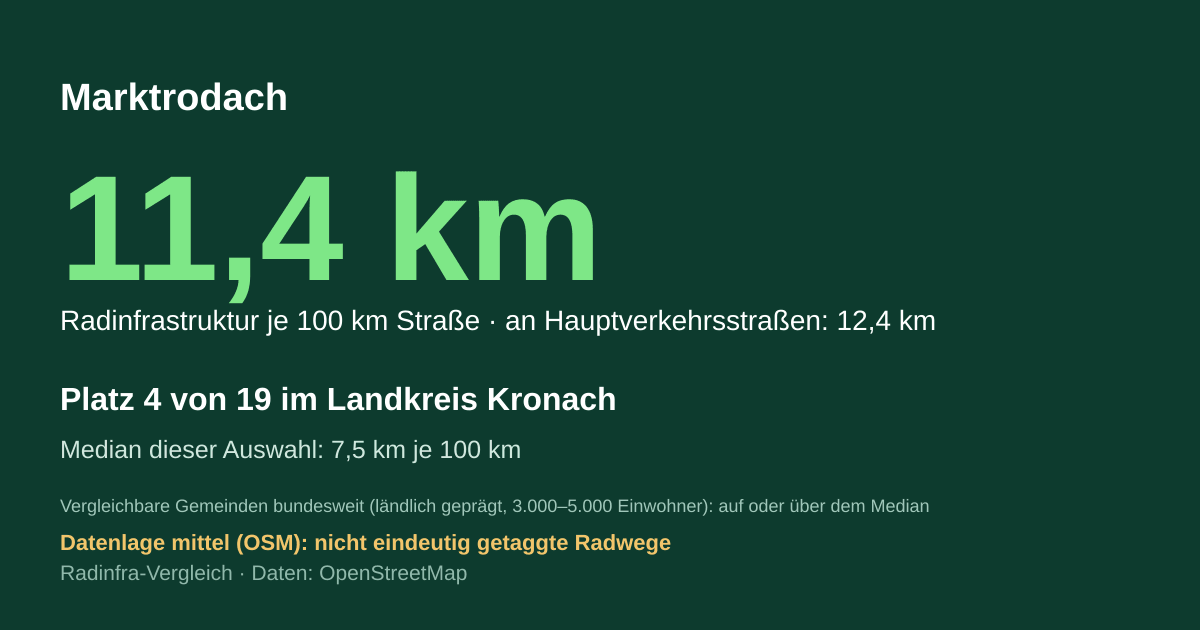 Marktrodach
11,4 km
Radinfrastruktur je 100 km Straße · an Hauptverkehrsstraßen: 12,4 km
Platz 4 von 19 im Landkreis Kronach
Median dieser Auswahl: 7,5 km je 100 km
Vergleichbare Gemeinden bundesweit (ländlich geprägt, 3.000–5.000 Einwohner): auf oder über dem Median
Datenlage mittel (OSM): nicht eindeutig getaggte Radwege
Radinfra-Vergleich · Daten: OpenStreetMap